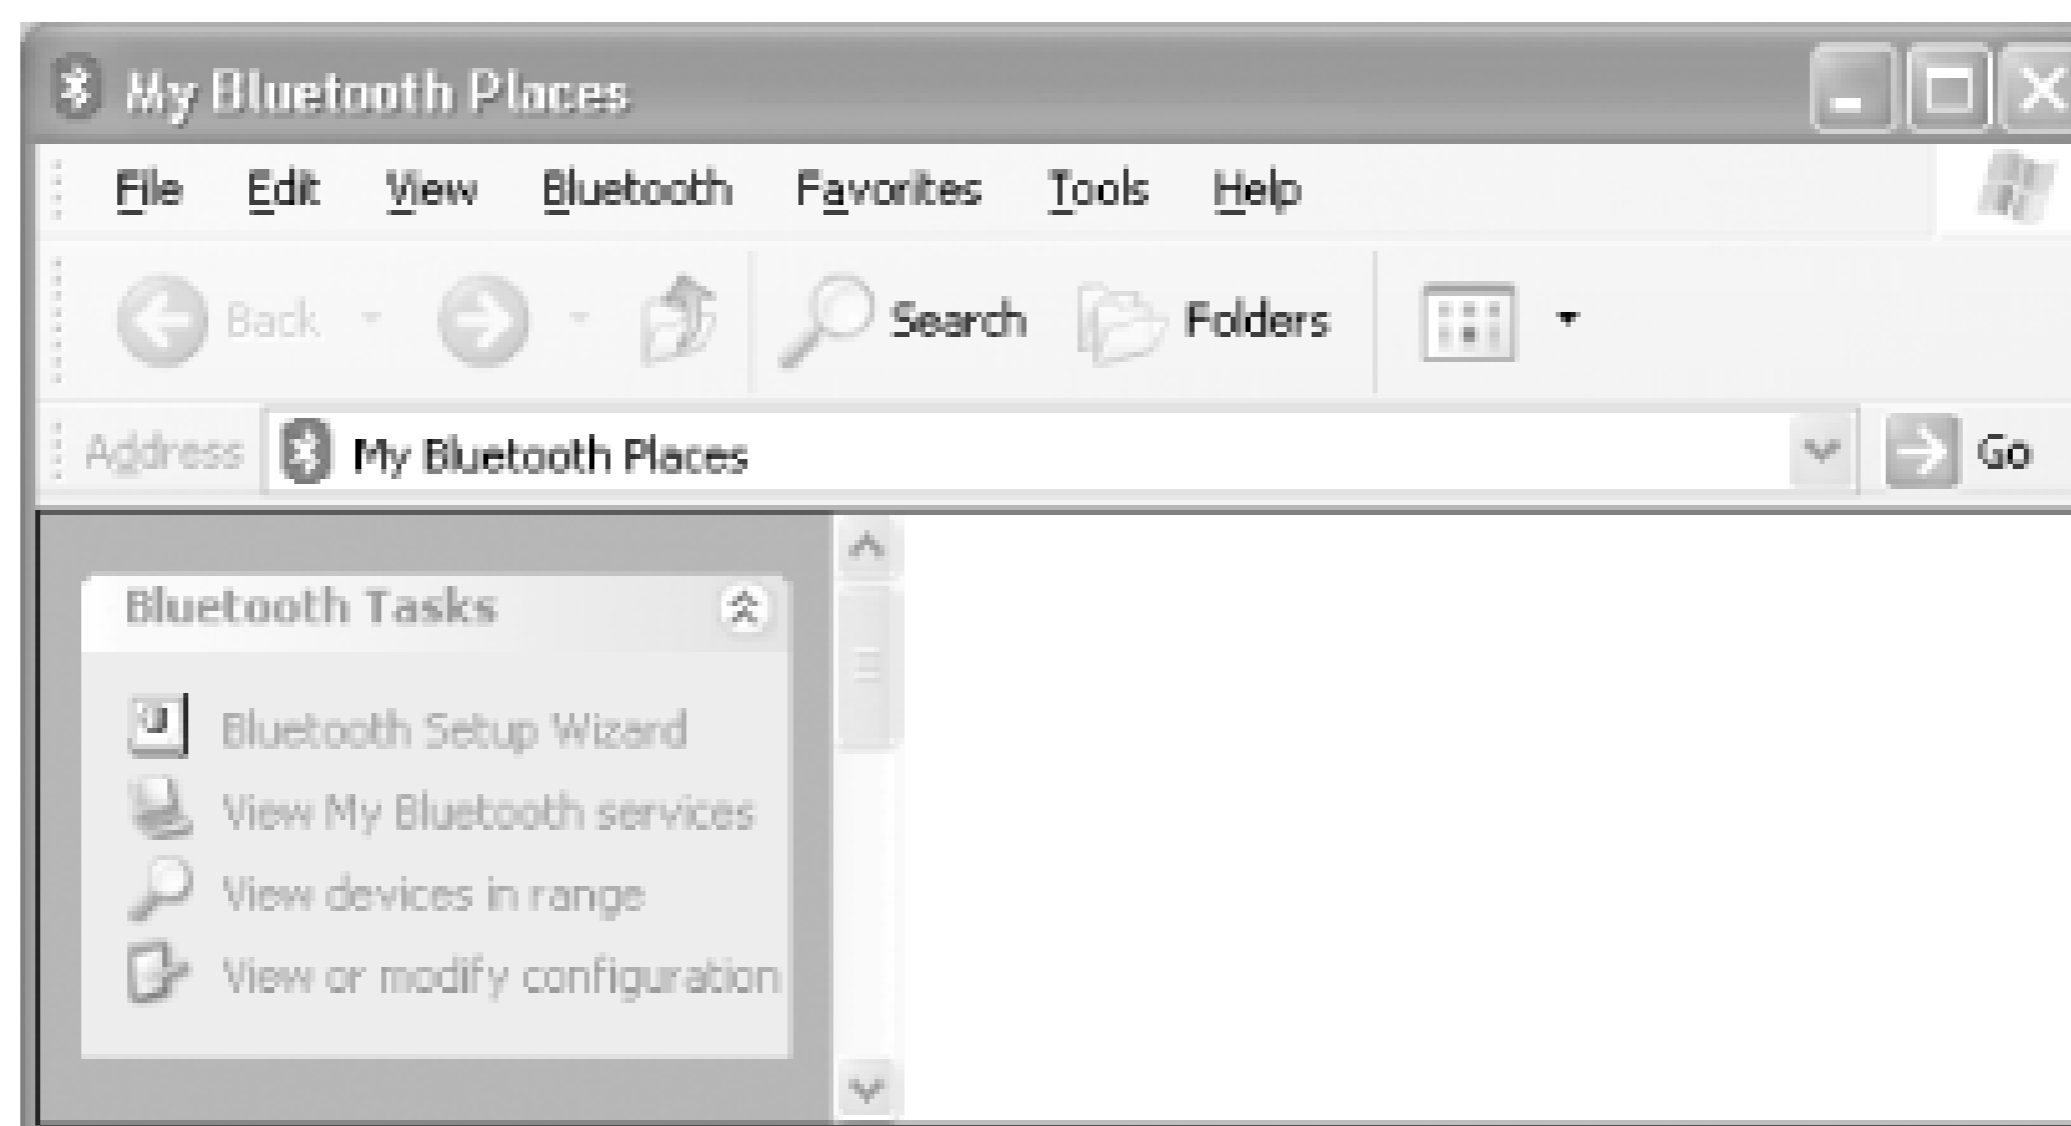 My Bluetooth Places
File Edit View Bluetooth Favorites Tools Help
Back Search Folders
Address My Bluetooth Places Go
Bluetooth Tasks
Bluetooth Setup Wizard
View My Bluetooth services
View devices in range
View or modify configuration